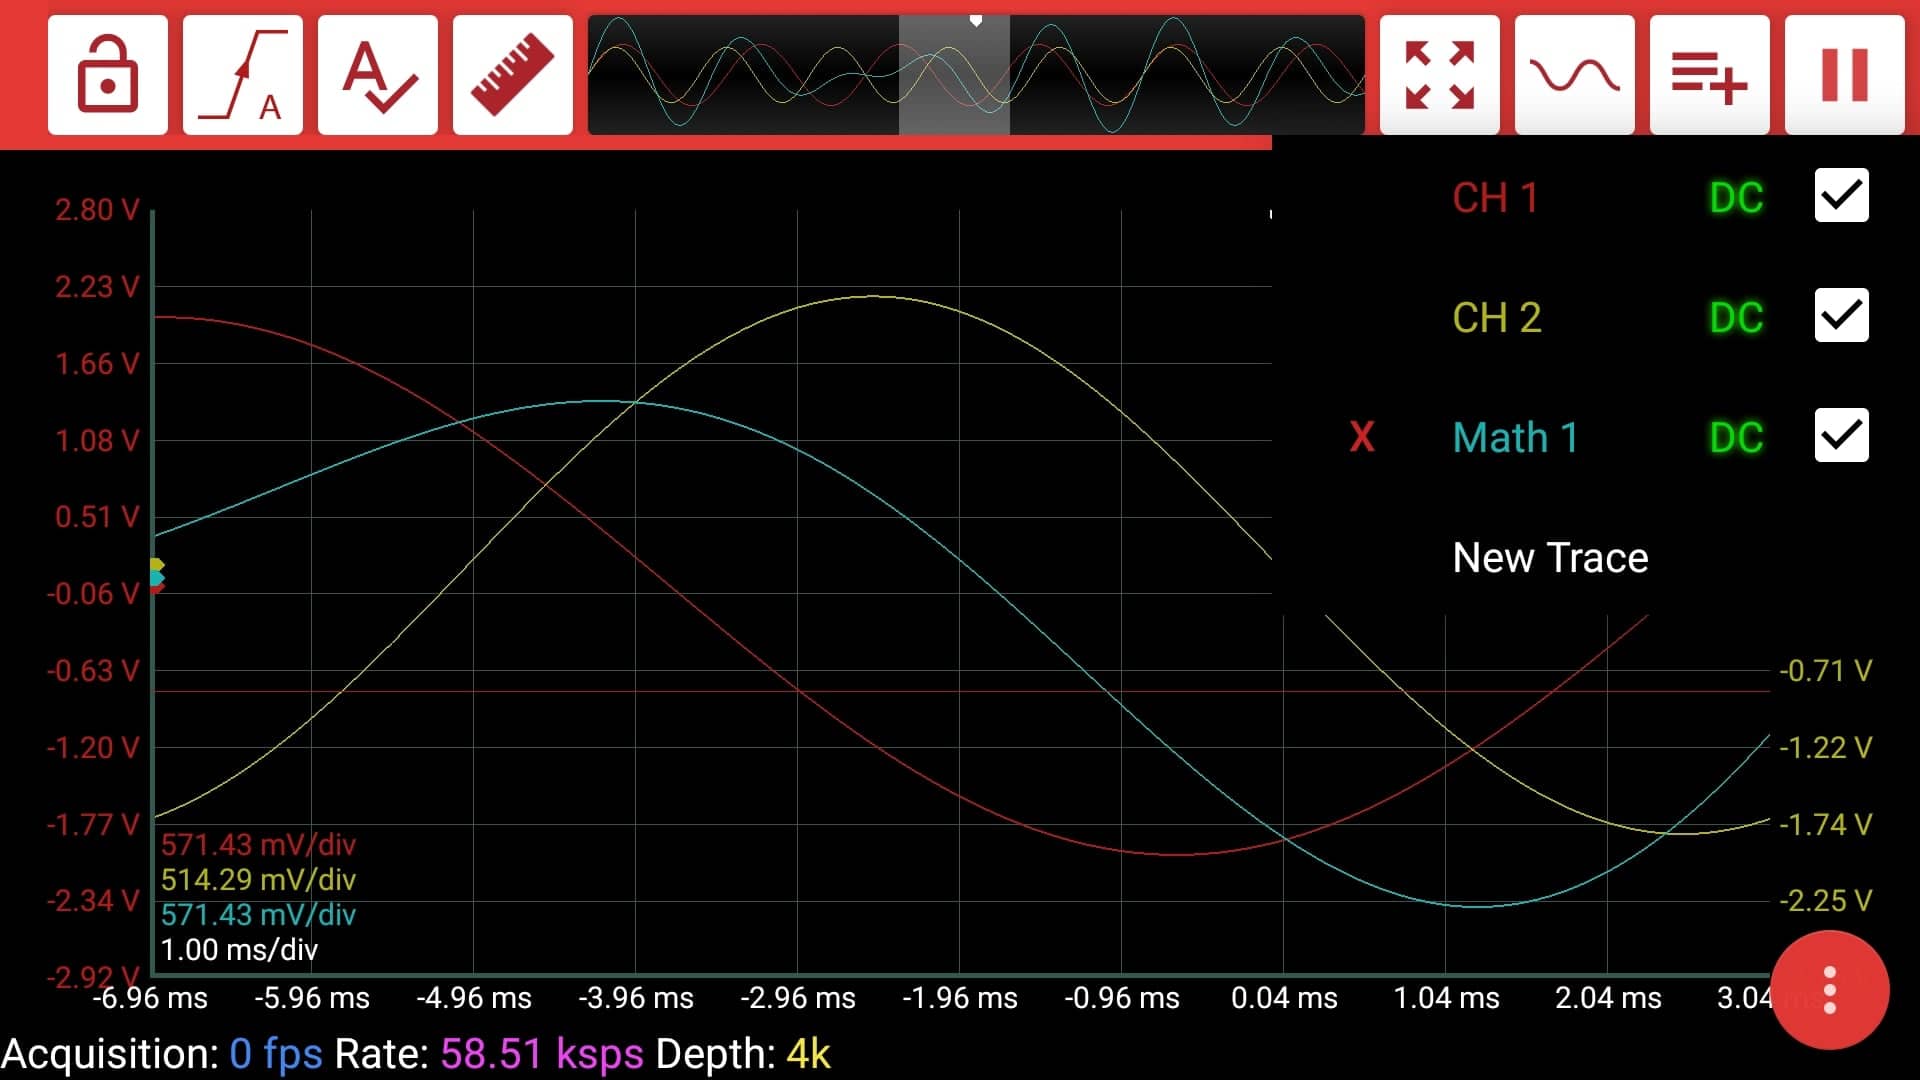 A
A
CH 1 DC
CH 2 DC
X Math 1 DC
New Trace
2.80 V
2.23 V
1.66 V
1.08 V
0.51 V
-0.06 V
-0.63 V
-1.20 V
-1.77 V
-2.34 V
-2.92 V
-0.71 V
-1.22 V
-1.74 V
-2.25 V
571.43 mV/div
514.29 mV/div
571.43 mV/div
1.00 ms/div
-6.96 ms -5.96 ms -4.96 ms -3.96 ms -2.96 ms -1.96 ms -0.96 ms 0.04 ms 1.04 ms 2.04 ms 3.04 ms
Acquisition: 0 fps Rate: 58.51 ksps Depth: 4k